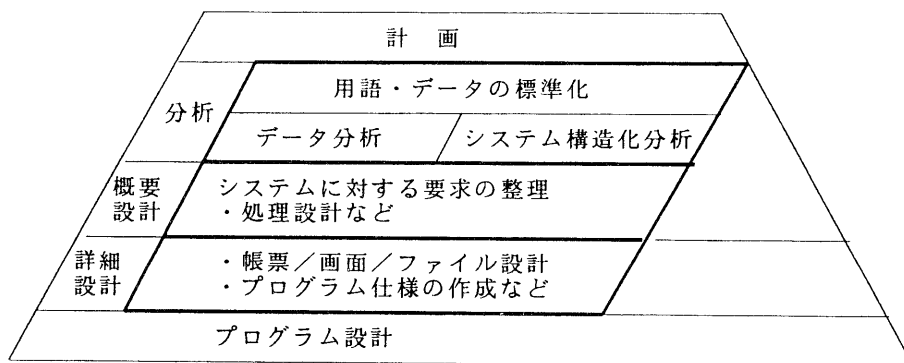 計 画
分析
用語・データの標準化
データ分析
システム構造化分析
概要
設計
システムに対する要求の整理
・処理設計など
詳細
設計
・帳票／画面／ファイル設計
・プログラム仕様の作成など
プログラム設計